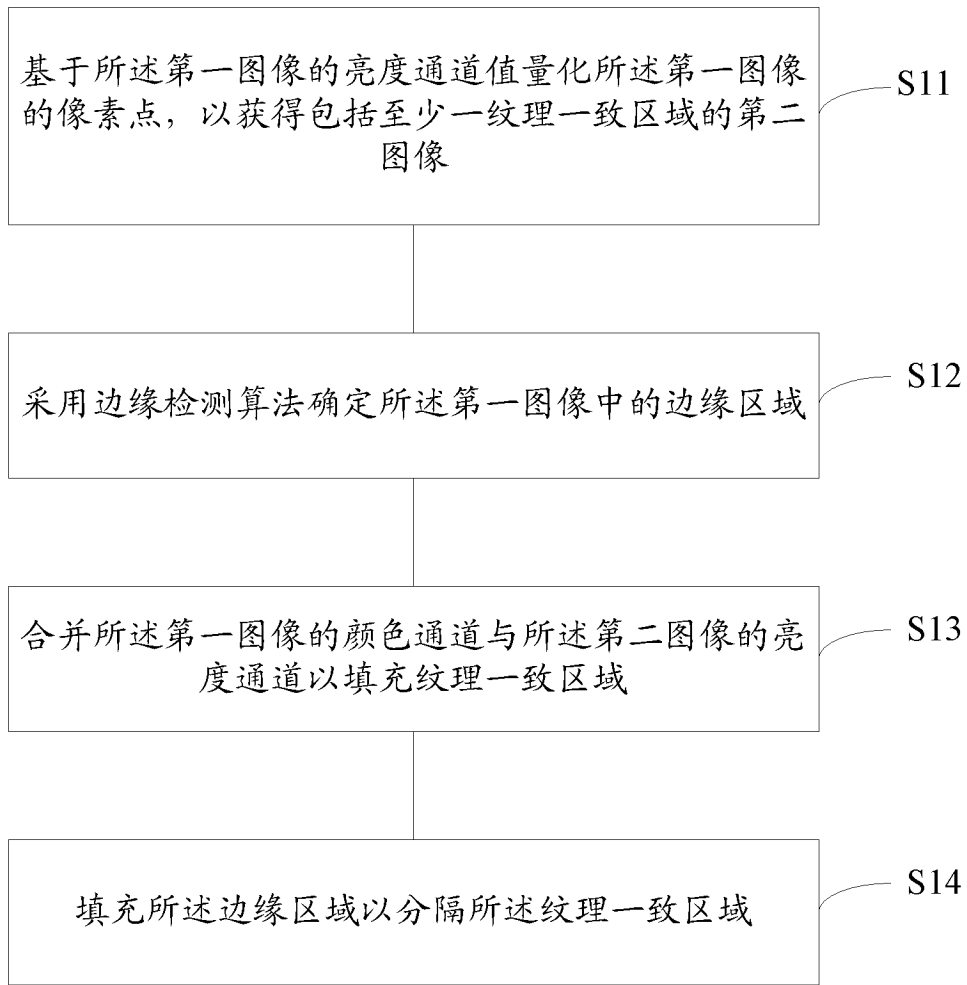 基于所述第一图像的亮度通道值量化所述第一图像
的像素点，以获得包括至少一纹理一致区域的第二
图像
S11
采用边缘检测算法确定所述第一图像中的边缘区域
S12
合并所述第一图像的颜色通道与所述第二图像的亮
度通道以填充纹理一致区域
S13
填充所述边缘区域以分隔所述纹理一致区域
S14